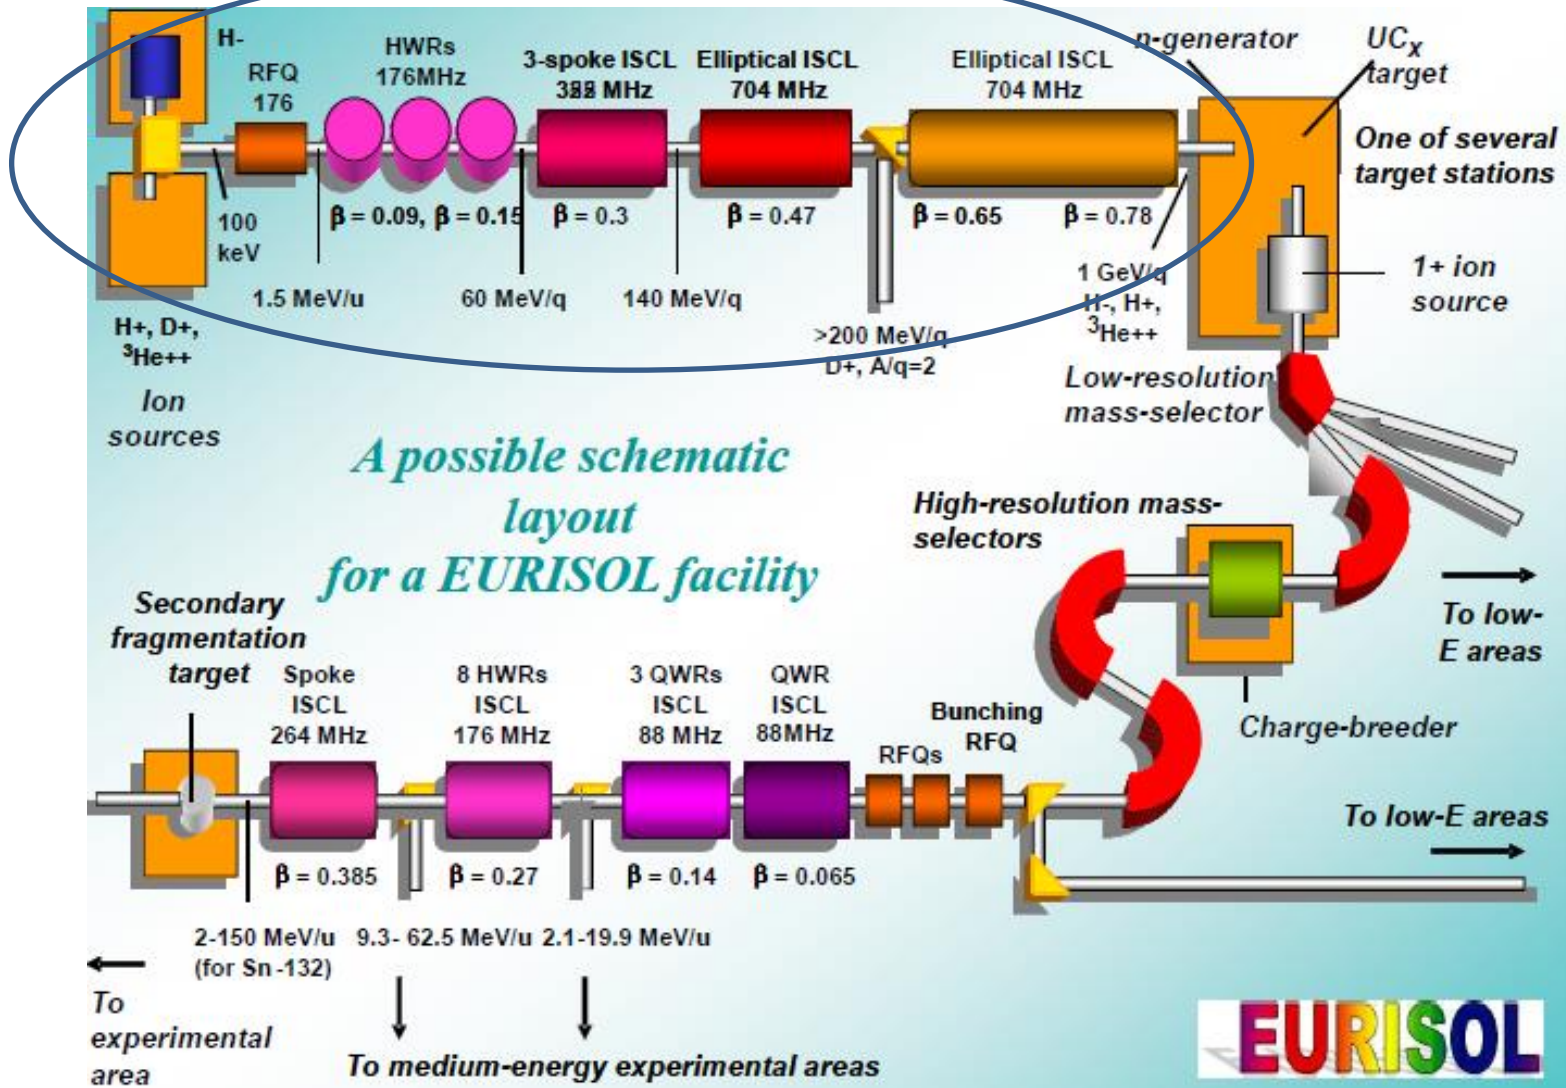 H-
RFQ
176
HWRs
176MHz
3-spoke ISCL
MHz
Elliptical ISCL
704 MHz
Elliptical ISCL
704 MHz
n-generator
UCx
target
One of several
target stations
β = 0.09, β = 0.15
β = 0.3
β = 0.47
β = 0.65
β = 0.78
100
keV
1.5 MeV/u
60 MeV/q
140 MeV/q
>200 MeV/q
D+, A/q=2
1 GeV/q
H-, H+,
3He++
1+ ion
source
H+, D+,
3He++
Ion
sources
Low-resolution
mass-selector
A possible schematic
layout
for a EURISOL facility
High-resolution mass-
selectors
To low-
E areas
Charge-breeder
Secondary
fragmentation
target
Spoke
ISCL
264 MHz
8 HWRs
ISCL
176 MHz
3 QWRs
ISCL
88 MHz
QWR
ISCL
88MHz
RFQs
Bunching
RFQ
To low-E areas
β = 0.385
β = 0.27
β = 0.14
β = 0.065
2-150 MeV/u
(for Sn-132)
9.3- 62.5 MeV/u
2.1-19.9 MeV/u
To
experimental
area
To medium-energy experimental areas
EURISOL